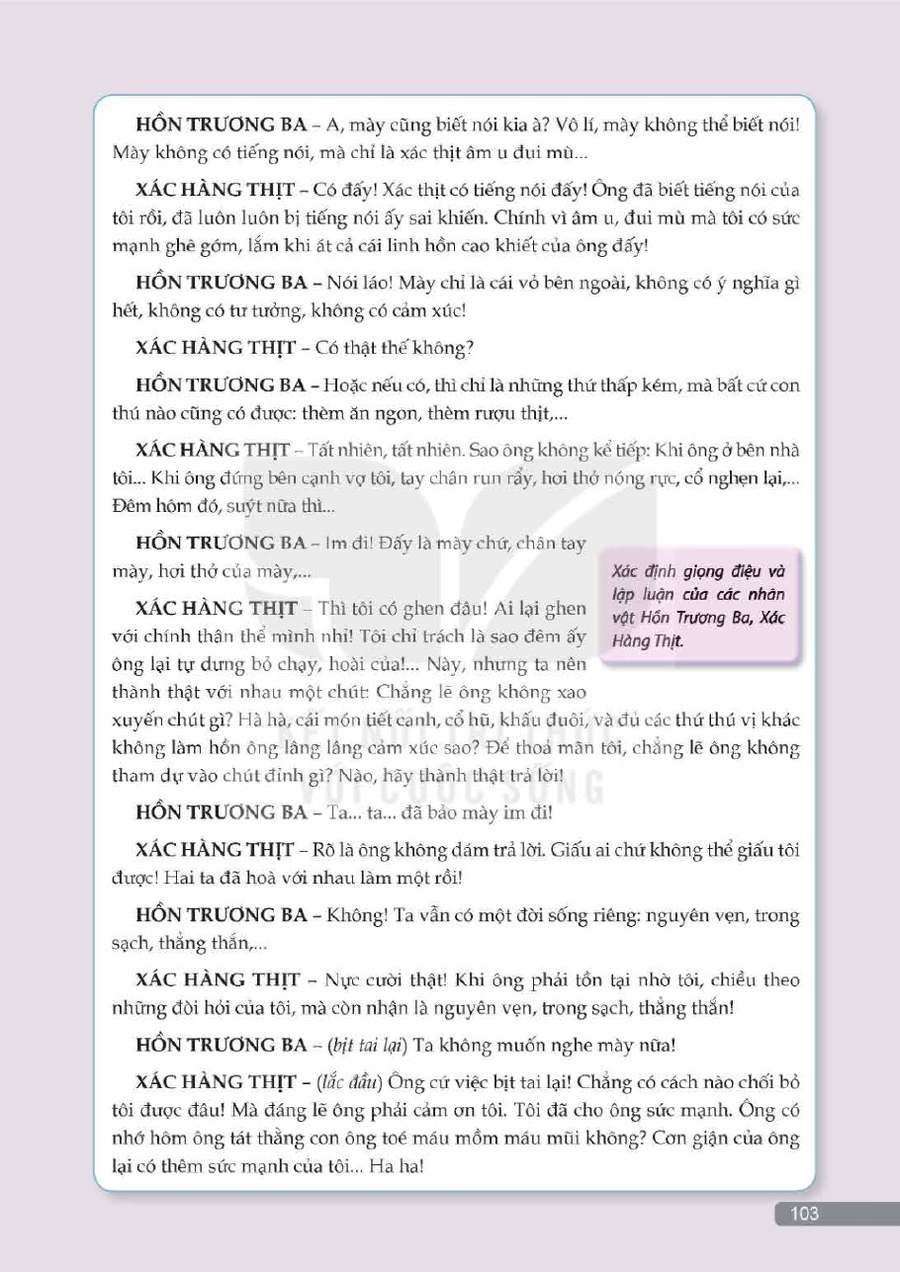 HỒN TRƯƠNG BA – A, mày cũng biết nói kia à? Vô lí, mày không thể biết nói!
Mày không có tiếng nói, mà chỉ là xác thịt âm u đui mù...
XÁC HÀNG THỊT – Có đấy! Xác thịt có tiếng nói đấy! Ông đã biết tiếng nói của
tôi rồi, đã luôn luôn bị tiếng nói ấy sai khiến. Chính vì âm u, đui mù mà tôi có sức
mạnh ghê gớm, lắm khi át cả cái linh hồn cao khiết của ông đấy!
HỒN TRƯƠNG BA – Nói láo! Mày chỉ là cái vỏ bên ngoài, không có ý nghĩa gì
hết, không có tư tưởng, không có cảm xúc!
XÁC HÀNG THỊT – Có thật thế không?
HỒN TRƯƠNG BA – Hoặc nếu có, thì chỉ là những thứ thấp kém, mà bất cứ con
thú nào cũng có được: thèm ăn ngon, thèm rượu thịt,...
XÁC HÀNG THỊT – Tất nhiên, tất nhiên. Sao ông không kể tiếp: Khi ông ở bên nhà
tôi... Khi ông đứng bên cạnh vợ tôi, tay chân run rẩy, hơi thở nóng rực, cổ nghẹn lại,...
Đêm hôm đó, suýt nữa thì...
HỒN TRƯƠNG BA – Im đi! Đấy là mày chứ, chân tay
mày, hơi thở của mày,...
XÁC HÀNG THỊT – Thì tôi có ghen đâu! Ai lại ghen
với chính thân thể mình nhỉ! Tôi chỉ trách là sao đêm ấy
ông lại tự dưng bỏ chạy, hoài của!... Này, nhưng ta nên
thành thật với nhau một chút: Chẳng lẽ ông không xao
xuyến chút gì? Hà hà, cái món tiết canh, cổ hũ, khấu đuôi, và đủ các thứ thú vị khác
không làm hồn ông lâng lâng cảm xúc sao? Để thoả mãn tôi, chẳng lẽ ông không
tham dự vào chút đỉnh gì? Nào, hãy thành thật trả lời!
Xác định giọng điệu và
lập luận của các nhân
vật Hồn Trương Ba, Xác
Hàng Thịt.
HỒN TRƯƠNG BA – Ta... ta... đã bảo mày im đi!
XÁC HÀNG THỊT – Rõ là ông không dám trả lời. Giấu ai chứ không thể giấu tôi
được! Hai ta đã hoà với nhau làm một rồi!
HỒN TRƯƠNG BA – Không! Ta vẫn có một đời sống riêng: nguyên vẹn, trong
sạch, thẳng thắn,...
XÁC HÀNG THỊT – Nực cười thật! Khi ông phải tồn tại nhờ tôi, chiều theo
những đòi hỏi của tôi, mà còn nhận là nguyên vẹn, trong sạch, thẳng thắn!
HỒN TRƯƠNG BA – (bịt tai lại) Ta không muốn nghe mày nữa!
XÁC HÀNG THỊT – (lắc đầu) Ông cứ việc bịt tai lại! Chẳng có cách nào chối bỏ
tôi được đâu! Mà đáng lẽ ông phải cảm ơn tôi. Tôi đã cho ông sức mạnh. Ông có
nhớ hôm ông tát thằng con ông toé máu mồm máu mũi không? Cơn giận của ông
lại có thêm sức mạnh của tôi... Ha ha!
KẾT NỐI TRI THỨC
VỚI CUỘC SỐNG
103